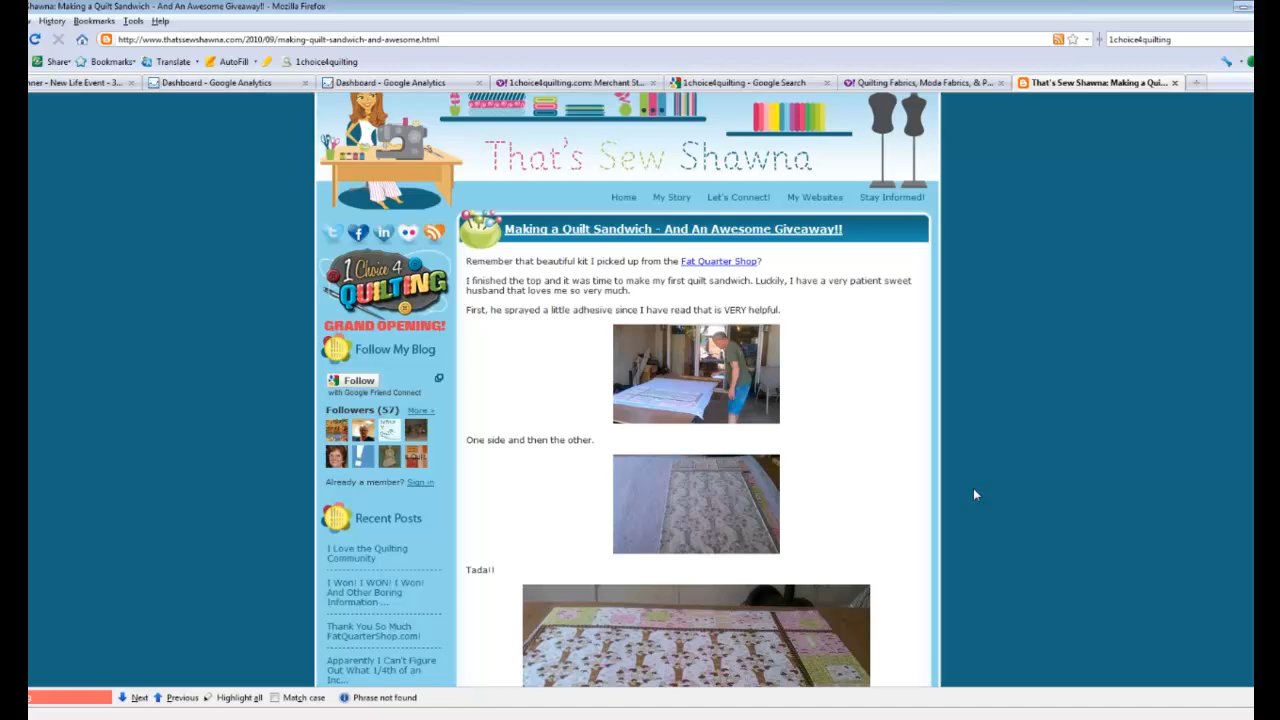 Shawna: Making a Quilt Sandwich - And An Awesome Giveaway!! - Mozilla Firefox
History Bookmarks Tools Help
http://www.thatssewshawna.com/2010/09/making-quilt-sandwich-and-awesome.html
1choice4quilting
Share Bookmarks Translate AutoFill 1choice4quilting
nner - New Life Event - 3... Dashboard - Google Analytics Dashboard - Google Analytics 1choice4quilting.com: Merchant St... 1choice4quilting - Google Search Quilting Fabrics, Moda Fabrics, & P... That's Sew Shawna: Making a Qui...
That's Sew Shawna
Home My Story Let's Connect! My Websites Stay Informed!
1 Choice 4
QUILTING
GRAND OPENING!
Follow My Blog
Follow
with Google Friend Connect
Followers (57) More »
Already a member? Sign in
Recent Posts
I Love the Quilting
Community
I Won! I WON! I Won!
And Other Boring
Information ...
Thank You So Much
FatQuarterShop.com!
Apparently I Can't Figure
Out What 1/4th of an
Inc...
Making a Quilt Sandwich - And An Awesome Giveaway!!
Remember that beautiful kit I picked up from the Fat Quarter Shop?
I finished the top and it was time to make my first quilt sandwich. Luckily, I have a very patient sweet
husband that loves me so very much.
First, he sprayed a little adhesive since I have read that is VERY helpful.
One side and then the other.
Tada!!
Next Previous Highlight all Match case Phrase not found